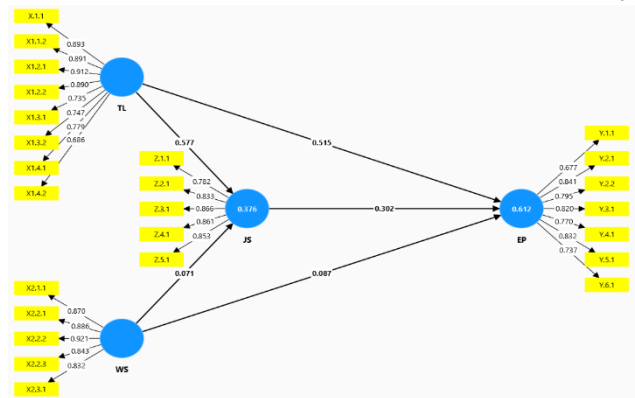 X.1.1
X1.1.2
X1.2.1
X1.2.2
X1.3.1
X1.3.2
X1.4.1
X1.4.2
0.893
0.891
0.912
0.890
0.735
0.747
0.779
0.686
TL
0.577
0.515
Z.1.1
Z.2.1
Z.3.1
Z.4.1
Z.5.1
0.782
0.833
0.866
0.861
0.853
0.376
JS
0.302
0.071
0.087
X2.1.1
X2.2.1
X2.2.2
X2.2.3
X2.3.1
0.870
0.886
0.921
0.843
0.832
WS
0.612
EP
0.677
0.841
0.795
0.820
0.770
0.832
0.737
Y.1.1
Y.2.1
Y.2.2
Y.3.1
Y.4.1
Y.5.1
Y.6.1